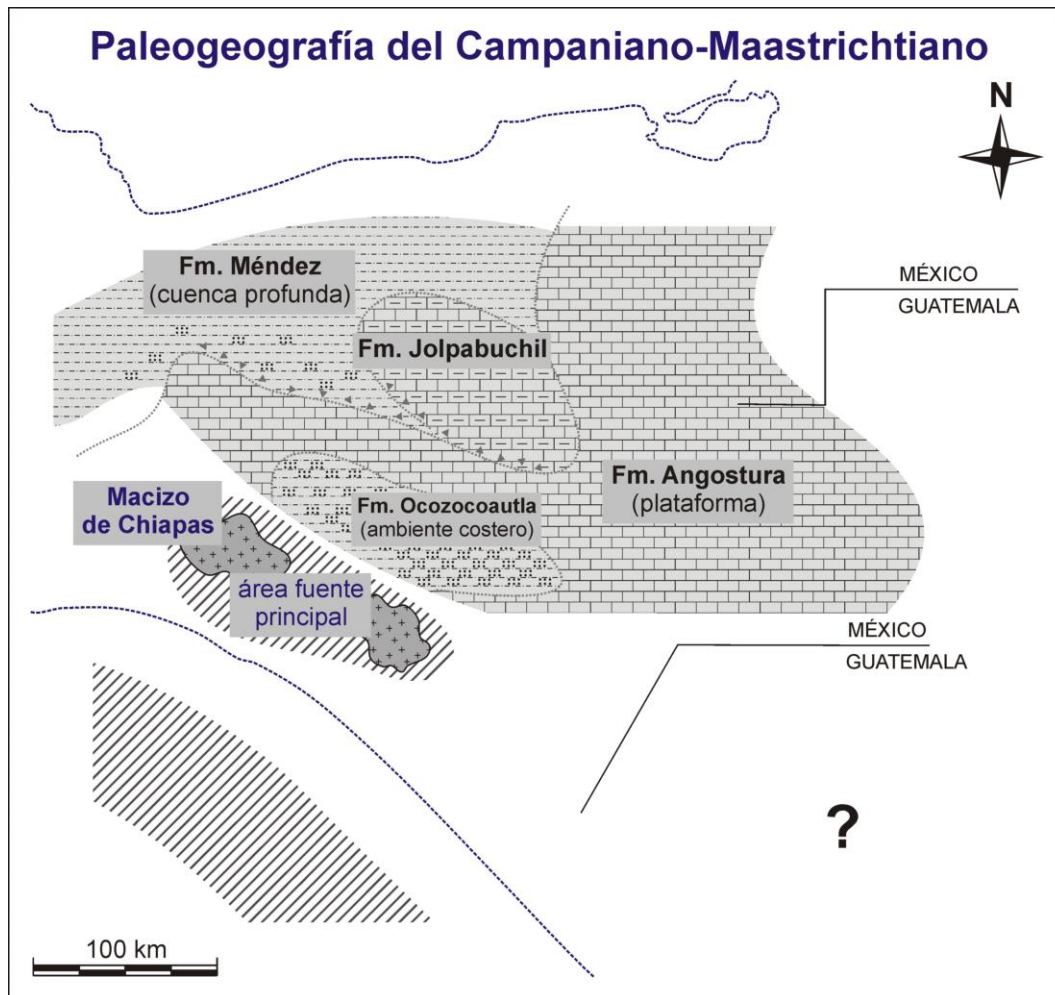 Paleogeografía del Campaniano-Maastrichtiano
N
Fm. Méndez
(cuenca profunda)
MÉXICO
GUATEMALA
Fm. Jolpabuchil
Fm. Angostura
(plataforma)
Macizo
de Chiapas
Fm. Ocozocoautla
(ambiente costero)
área fuente
principal
MÉXICO
GUATEMALA
?
100 km